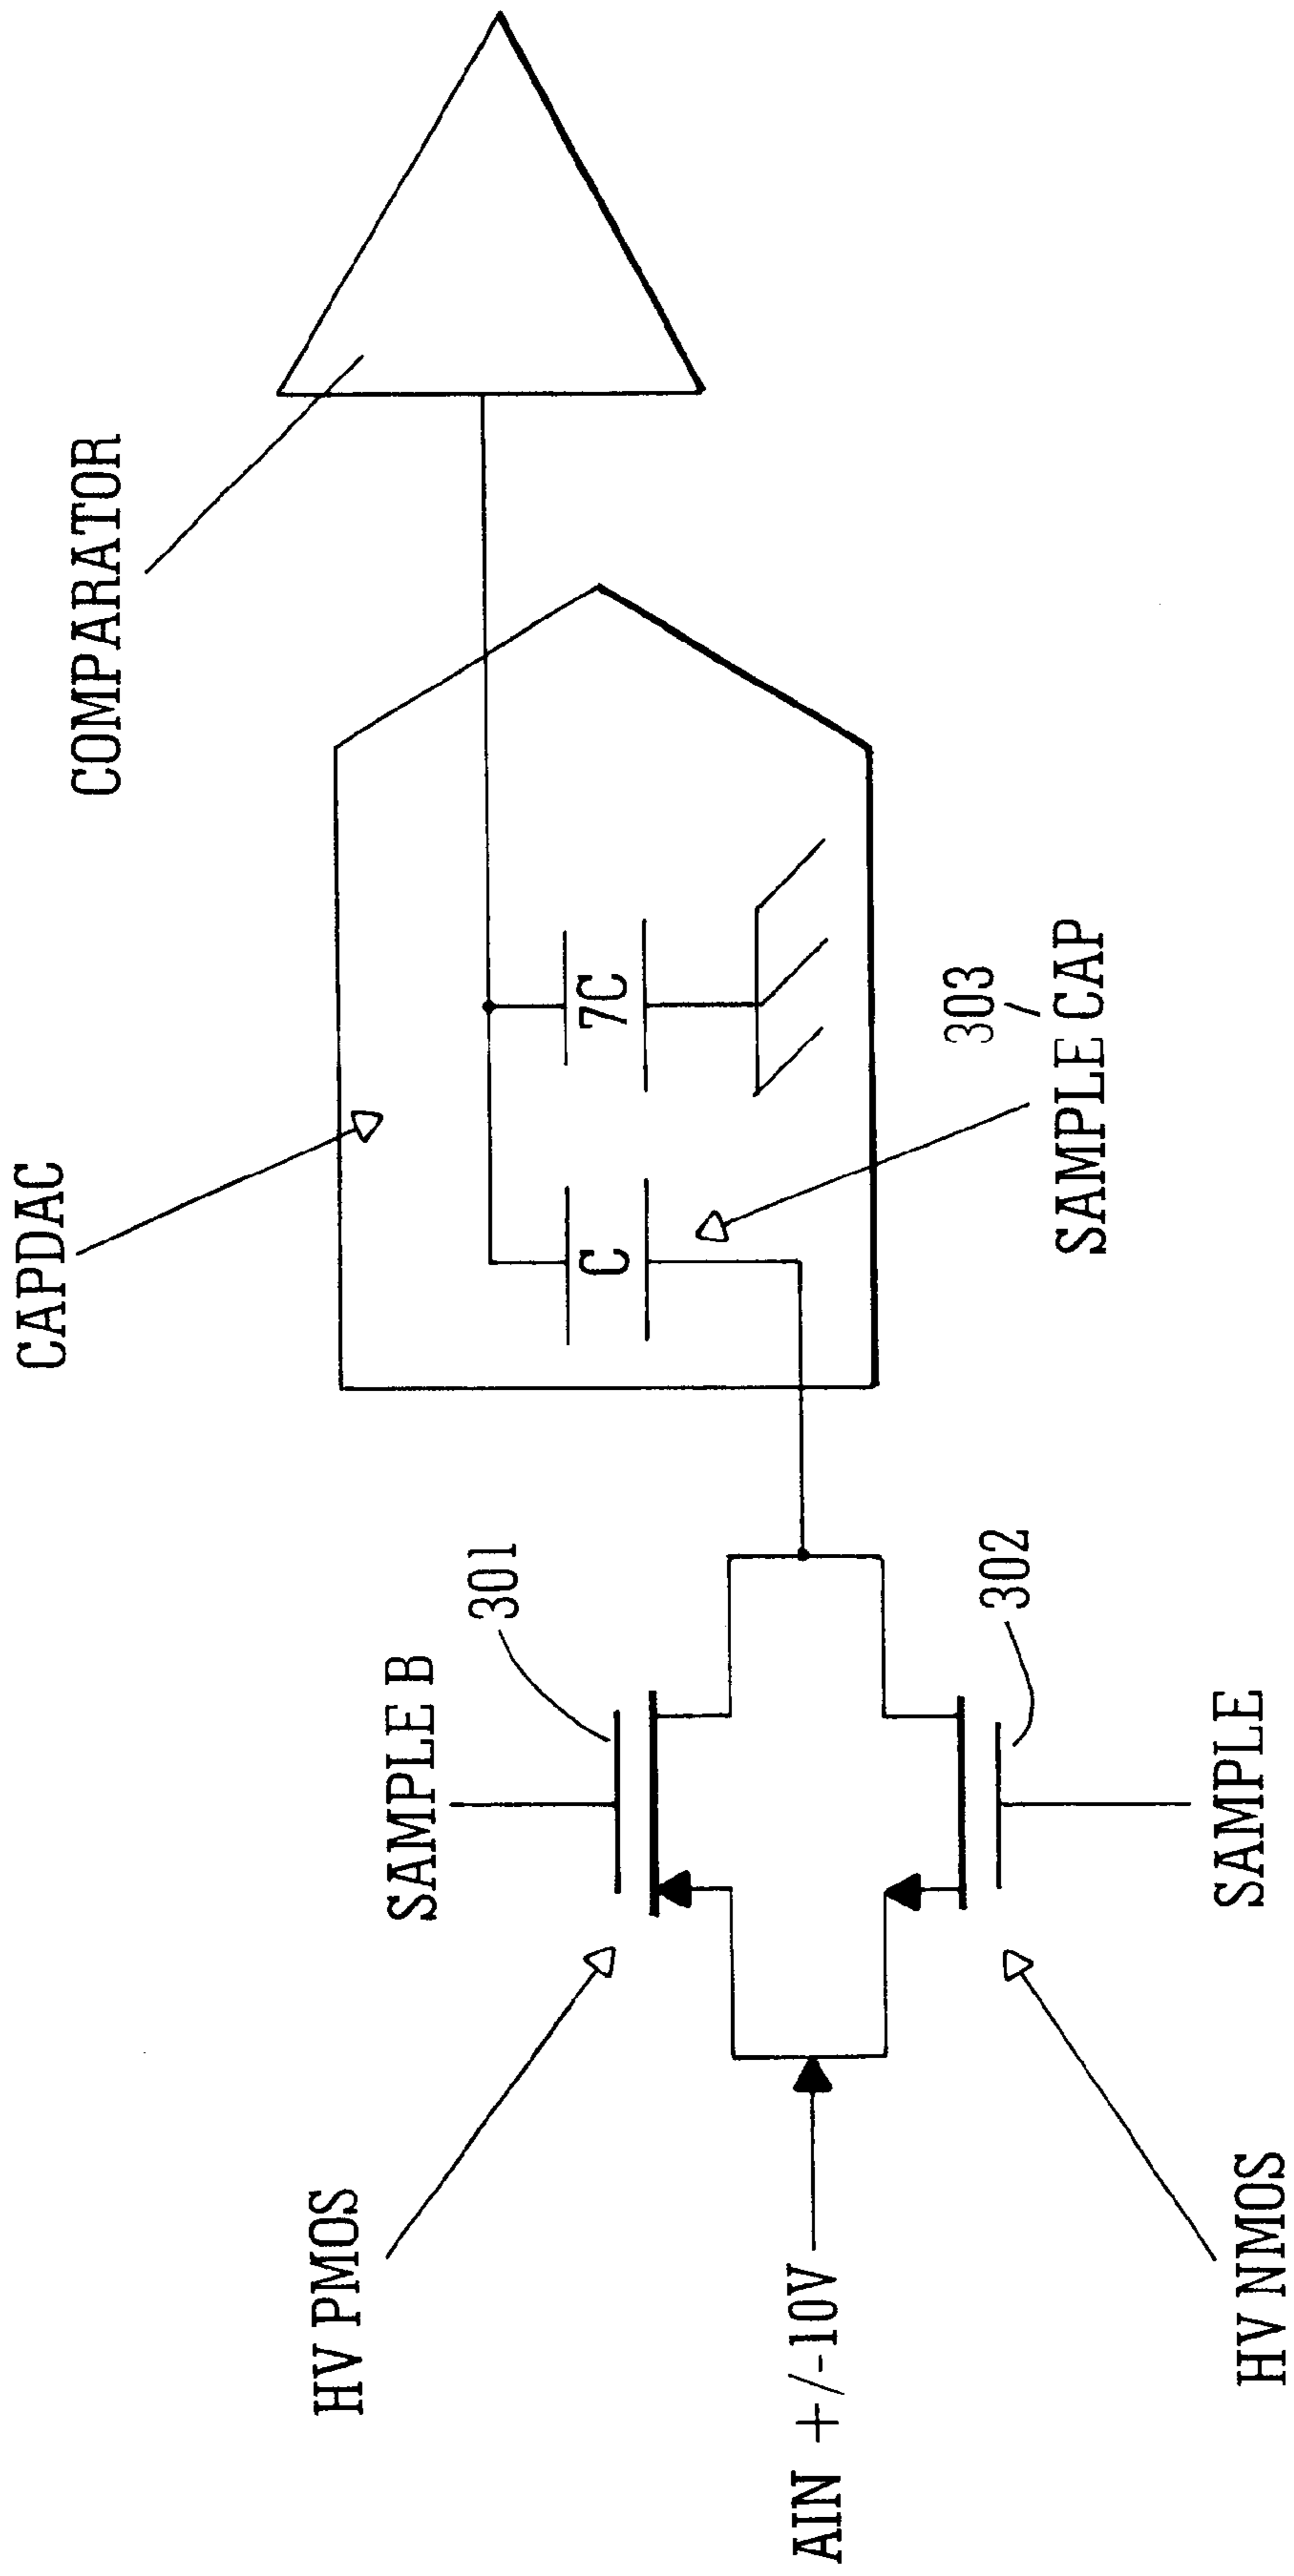 CAPDAC
COMPARATOR
C
7C
303
SAMPLE CAP
HV PMOS
SAMPLE B
301
AIN +/-10V
302
SAMPLE
HV NMOS